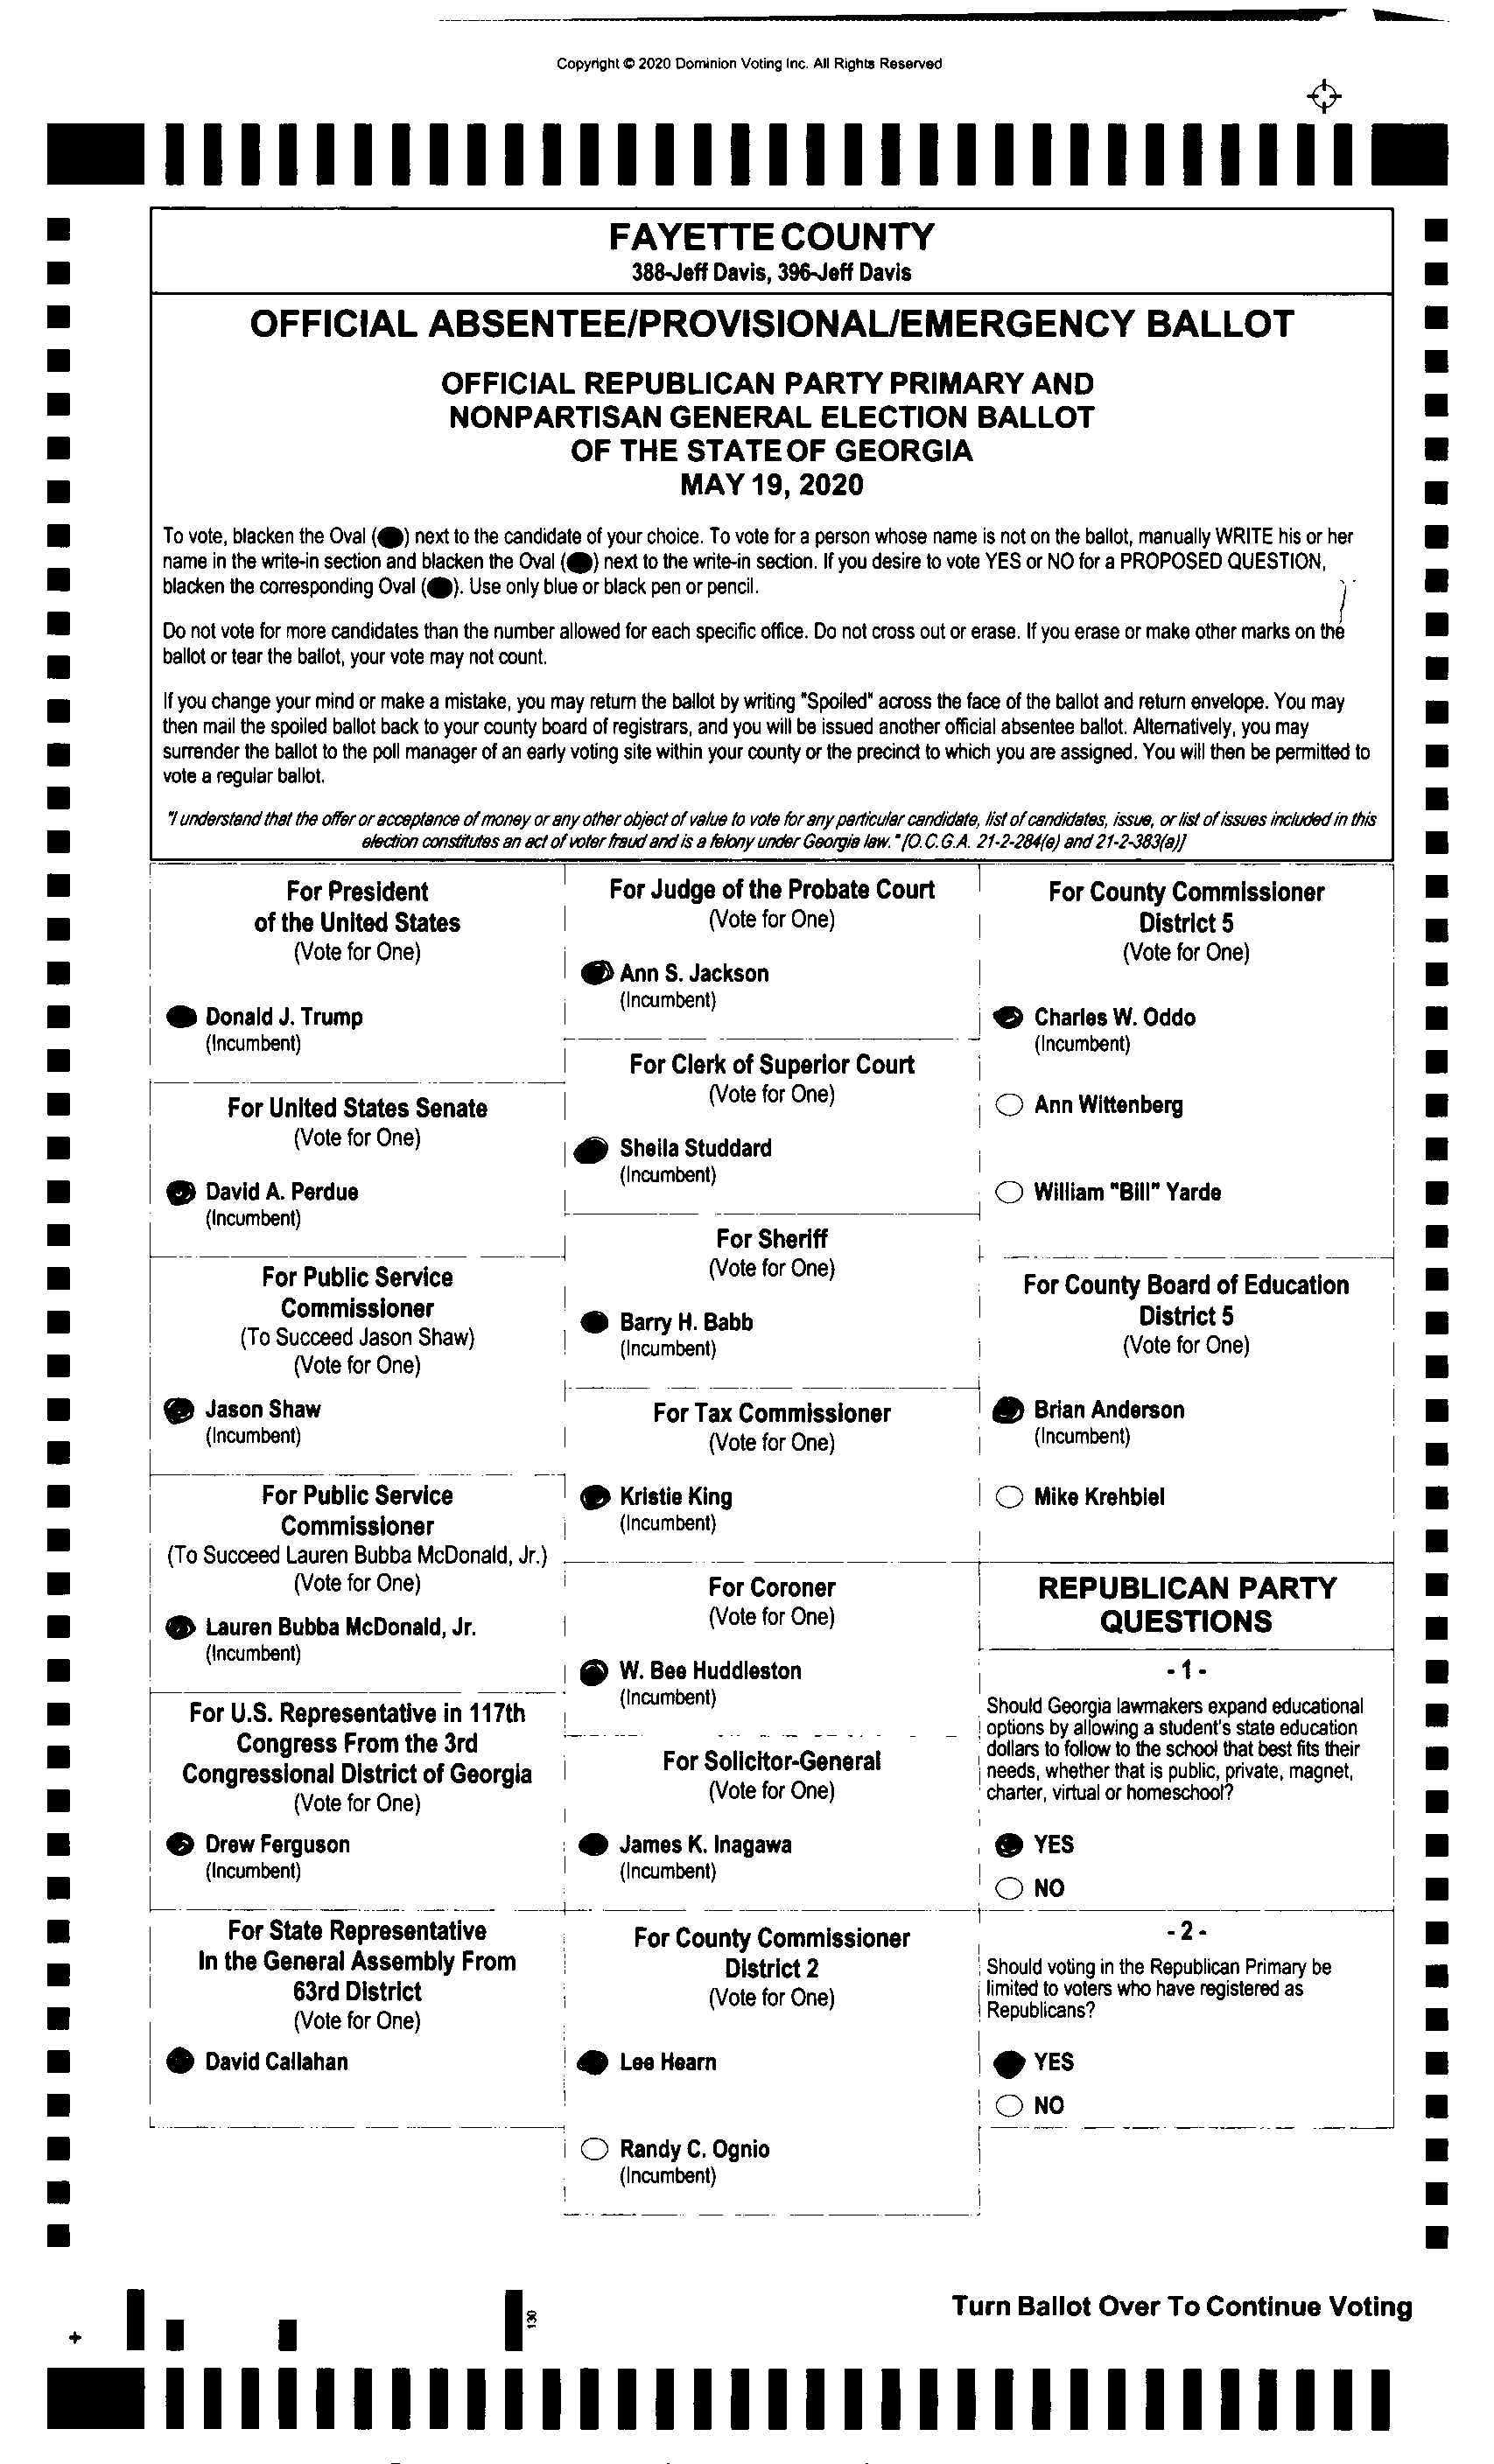 Copyright © 2020 Dominion Voting Inc. All Rights Reserved
FAYETTE COUNTY
388-Jeff Davis, 396-Jeff Davis
OFFICIAL ABSENTEE/PROVISIONAL/EMERGENCY BALLOT
OFFICIAL REPUBLICAN PARTY PRIMARY AND
NONPARTISAN GENERAL ELECTION BALLOT
OF THE STATE OF GEORGIA
MAY 19, 2020
To vote, blacken the Oval ( ) next to the candidate of your choice. To vote for a person whose name is not on the ballot, manually WRITE his or her
name in the write-in section and blacken the Oval ( ) next to the write-in section. If you desire to vote YES or NO for a PROPOSED QUESTION,
blacken the corresponding Oval ( ). Use only blue or black pen or pencil.
Do not vote for more candidates than the number allowed for each specific office. Do not cross out or erase. If you erase or make other marks on the
ballot or tear the ballot, your vote may not count.
If you change your mind or make a mistake, you may return the ballot by writing "Spoiled" across the face of the ballot and return envelope. You may
then mail the spoiled ballot back to your county board of registrars, and you will be issued another official absentee ballot. Alternatively, you may
surrender the ballot to the poll manager of an early voting site within your county or the precinct to which you are assigned. You will then be permitted to
vote a regular ballot.
"I understand that the offer or acceptance of money or any other object of value to vote for any particular candidate, list of candidates, issue, or list of issues included in this
election constitutes an act of voter fraud and is a felony under Georgia law." [O.C.G.A. 21-2-284(e) and 21-2-383(a)]
For President
of the United States
(Vote for One)
Donald J. Trump
(Incumbent)
For United States Senate
(Vote for One)
David A. Perdue
(Incumbent)
For Public Service
Commissioner
(To Succeed Jason Shaw)
(Vote for One)
Jason Shaw
(Incumbent)
For Public Service
Commissioner
(To Succeed Lauren Bubba McDonald, Jr.)
(Vote for One)
Lauren Bubba McDonald, Jr.
(Incumbent)
For U.S. Representative in 117th
Congress From the 3rd
Congressional District of Georgia
(Vote for One)
Drew Ferguson
(Incumbent)
For State Representative
In the General Assembly From
63rd District
(Vote for One)
David Callahan
For Judge of the Probate Court
(Vote for One)
Ann S. Jackson
(Incumbent)
For Clerk of Superior Court
(Vote for One)
Sheila Studdard
(Incumbent)
For Sheriff
(Vote for One)
Barry H. Babb
(Incumbent)
For Tax Commissioner
(Vote for One)
Kristie King
(Incumbent)
For Coroner
(Vote for One)
W. Bee Huddleston
(Incumbent)
For Solicitor-General
(Vote for One)
James K. Inagawa
(Incumbent)
For County Commissioner
District 2
(Vote for One)
Lee Hearn
Randy C. Ognio
(Incumbent)
For County Commissioner
District 5
(Vote for One)
Charles W. Oddo
(Incumbent)
Ann Wittenberg
William "Bill" Yarde
For County Board of Education
District 5
(Vote for One)
Brian Anderson
(Incumbent)
Mike Krehbiel
REPUBLICAN PARTY
QUESTIONS
- 1 -
Should Georgia lawmakers expand educational
options by allowing a student's state education
dollars to follow to the school that best fits their
needs, whether that is public, private, magnet,
charter, virtual or homeschool?
YES
NO
- 2 -
Should voting in the Republican Primary be
limited to voters who have registered as
Republicans?
YES
NO
130
Turn Ballot Over To Continue Voting